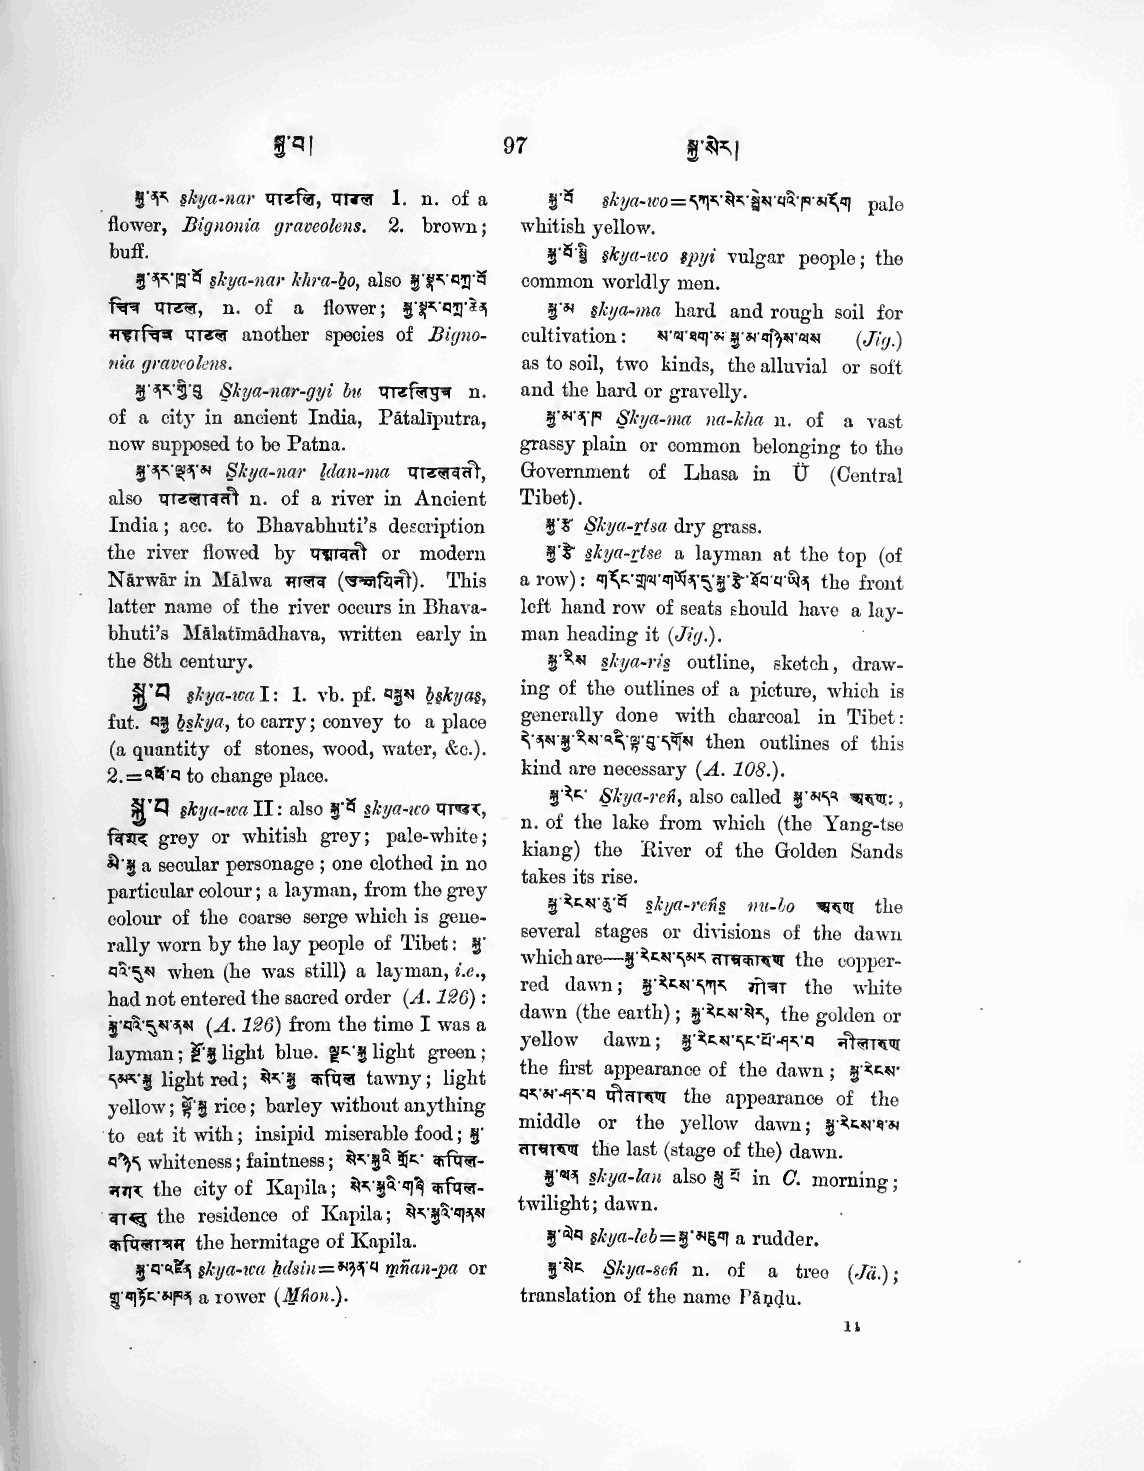 སྐྱ་བ། 97 སྐྱ་སེར།
སྐྱ་ནར skya-nar पाटलि, पाटल 1. n. of a
flower, Bignonia graveolens. 2. brown;
buff.
སྐྱ་ནར་ཁྲ་བོ skya-nar khra-bo, also སྐྱ་སྣར་བཀྲ་བོ
चित्र पाटल, n. of a flower; སྐྱ་སྣར་བཀྲ་ཆེན
महाचित्र पाटल another species of Bigno-
nia graveolens.
སྐྱ་ནར་གྱི་བུ Skya-nar-gyi bu पाटलिपुत्र n.
of a city in ancient India, Pātalīputra,
now supposed to be Patna.
སྐྱ་ནར་ལྡན་མ Skya-nar ldan-ma पाटलवती,
also पाटलावती n. of a river in Ancient
India; acc. to Bhavabhuti's description
the river flowed by पद्मावती or modern
Nārwār in Mālwa मालव (उज्जयिनी). This
latter name of the river occurs in Bhava-
bhuti's Mālatīmādhava, written early in
the 8th century.
སྐྱ་བ skya-wa I: 1. vb. pf. བསྐྱས bskyas,
fut. བསྐྱ bskya, to carry; convey to a place
(a quantity of stones, wood, water, &c.).
2.=འཕོ་བ to change place.
སྐྱ་བ skya-wa II: also སྐྱ་བོ skya-wo पाण्डर,
विशद grey or whitish grey; pale-white;
མི་སྐྱ a secular personage; one clothed in no
particular colour; a layman, from the grey
colour of the coarse serge which is gene-
rally worn by the lay people of Tibet: སྐྱ་
བའི་དུས when (he was still) a layman, i.e.,
had not entered the sacred order (A. 126):
སྐྱ་བའི་དུས་ནས (A. 126) from the time I was a
layman; སྔོ་སྐྱ light blue. ལྗང་སྐྱ light green;
དམར་སྐྱ light red; སེར་སྐྱ कपिल tawny; light
yellow; ལྟོ་སྐྱ rice; barley without anything
to eat it with; insipid miserable food; སྐྱ་
བ་ཉིད whiteness; faintness; སེར་སྐྱའི་གྲོང་ कपिल-
नगर the city of Kapila; སེར་སྐྱའི་གཞི कपिल-
वास्तु the residence of Kapila; སེར་སྐྱའི་གནས
कपिलाश्रम the hermitage of Kapila.
སྐྱ་བ་འཛིན skya-wa hdsin=མཉན་པ mñan-pa or
གྲུ་གཏོང་མཁན a rower (Mñon.).
སྐྱ་བོ skya-wo=དཀར་སེར་སྦྲེས་པའི་ཁ་མདོག pale
whitish yellow.
སྐྱ་བོ་སྤྱི skya-wo spyi vulgar people; the
common worldly men.
སྐྱ་མ skya-ma hard and rough soil for
cultivation: ས་ལ་ཐག་མ་སྐྱ་མ་གཉིས་ལས (Jig.)
as to soil, two kinds, the alluvial or soft
and the hard or gravelly.
སྐྱ་མ་ན་ཁ Skya-ma na-kha n. of a vast
grassy plain or common belonging to the
Government of Lhasa in Ü (Central
Tibet).
སྐྱ་རྩ Skya-rtsa dry grass.
སྐྱ་རྩེ skya-rtse a layman at the top (of
a row): གདོང་གྲལ་གཡོན་དུ་སྐྱ་རྩེ་ཐོབ་པ་ཡིན the front
left hand row of seats should have a lay-
man heading it (Jig.).
སྐྱ་རིས skya-ris outline, sketch, draw-
ing of the outlines of a picture, which is
generally done with charcoal in Tibet:
དེ་ནས་སྐྱ་རིས་འདི་ལྟ་བུ་དགོས then outlines of this
kind are necessary (A. 108.).
སྐྱ་རེང་ Skya-reń, also called སྐྱ་མདའ अरुणः,
n. of the lake from which (the Yang-tse
kiang) the River of the Golden Sands
takes its rise.
སྐྱ་རེངས་ནུ་བོ skya-reńs nu-bo अरुण the
several stages or divisions of the dawn
which are—སྐྱ་རེངས་དམར ताम्रकारुण the copper-
red dawn; སྐྱ་རེངས་དཀར the white
dawn (the earth); སྐྱ་རེངས་སེར, the golden or
yellow dawn; སྐྱ་རེངས་དང་པོ་ཤར་བ नीलारुण
the first appearance of the dawn; སྐྱ་རེངས་
བར་མ་ཤར་བ पीतारुण the appearance of the
middle or the yellow dawn; སྐྱ་རེངས་ཐ་མ
ताम्रारुण the last (stage of the) dawn.
སྐྱ་ལན skya-lan also སྐྱ in C. morning;
twilight; dawn.
སྐྱ་ལེབ skya-leb=སྐྱ་མཇུག a rudder.
སྐྱ་སེང Skya-señ n. of a tree (Jä.);
translation of the name Pāṇḍu.